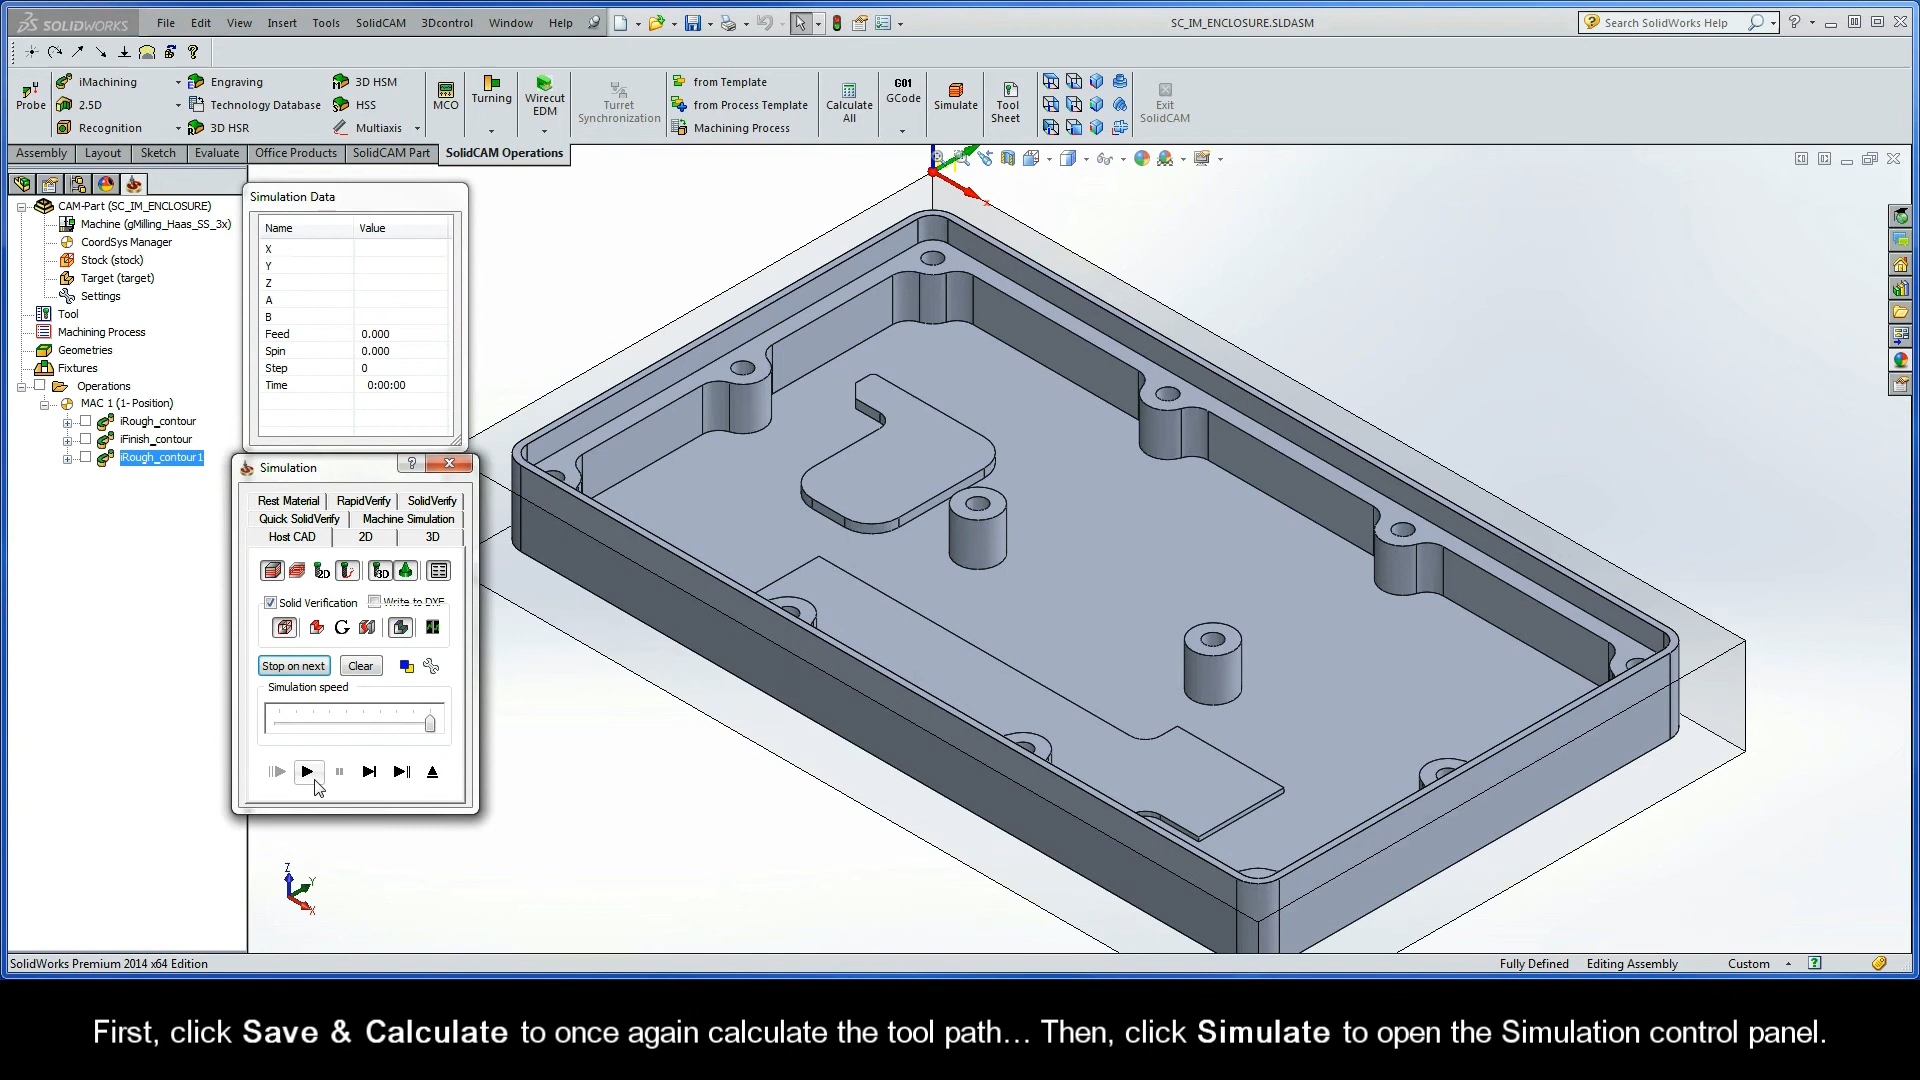 SOLIDWORKS File Edit View Insert Tools SolidCAM 3Dcontrol Window Help SC_IM_ENCLOSURE.SLDASM Search SolidWorks Help
Probe iMachining 2.5D Recognition Engraving Technology Database 3D HSR 3D HSM HSS Multiaxis MCO Turning Wirecut EDM Turret Synchronization from Template from Process Template Machining Process Calculate All G01 GCode Simulate Tool Sheet Exit SolidCAM
Assembly Layout Sketch Evaluate Office Products SolidCAM Part SolidCAM Operations
CAM-Part (SC_IM_ENCLOSURE)
Machine (gMilling_Haas_SS_3x)
CoordSys Manager
Stock (stock)
Target (target)
Settings
Tool
Machining Process
Geometries
Fixtures
Operations
MAC 1 (1- Position)
iRough_contour
iFinish_contour
iRough_contour1
Simulation Data
Name Value
X
Y
Z
A
B
Feed 0.000
Spin 0.000
Step 0
Time 0:00:00
Simulation
Rest Material RapidVerify SolidVerify
Quick SolidVerify Machine Simulation
Host CAD 2D 3D
2D 3D
Solid Verification Write to DXF
G
Stop on next Clear
Simulation speed
Z
Y
X
x
SolidWorks Premium 2014 x64 Edition Fully Defined Editing Assembly Custom
First, click Save & Calculate to once again calculate the tool path... Then, click Simulate to open the Simulation control panel.